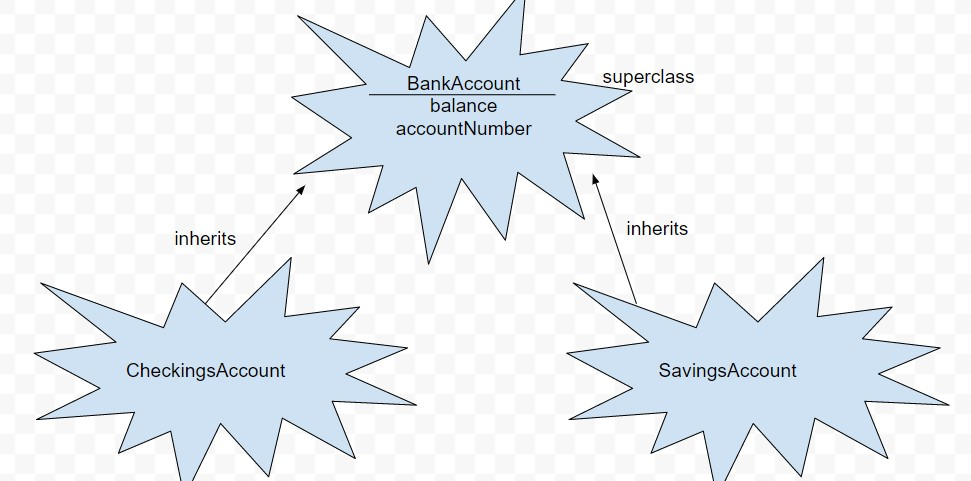 BankAccount
balance
accountNumber
superclass
inherits
inherits
CheckingsAccount
SavingsAccount